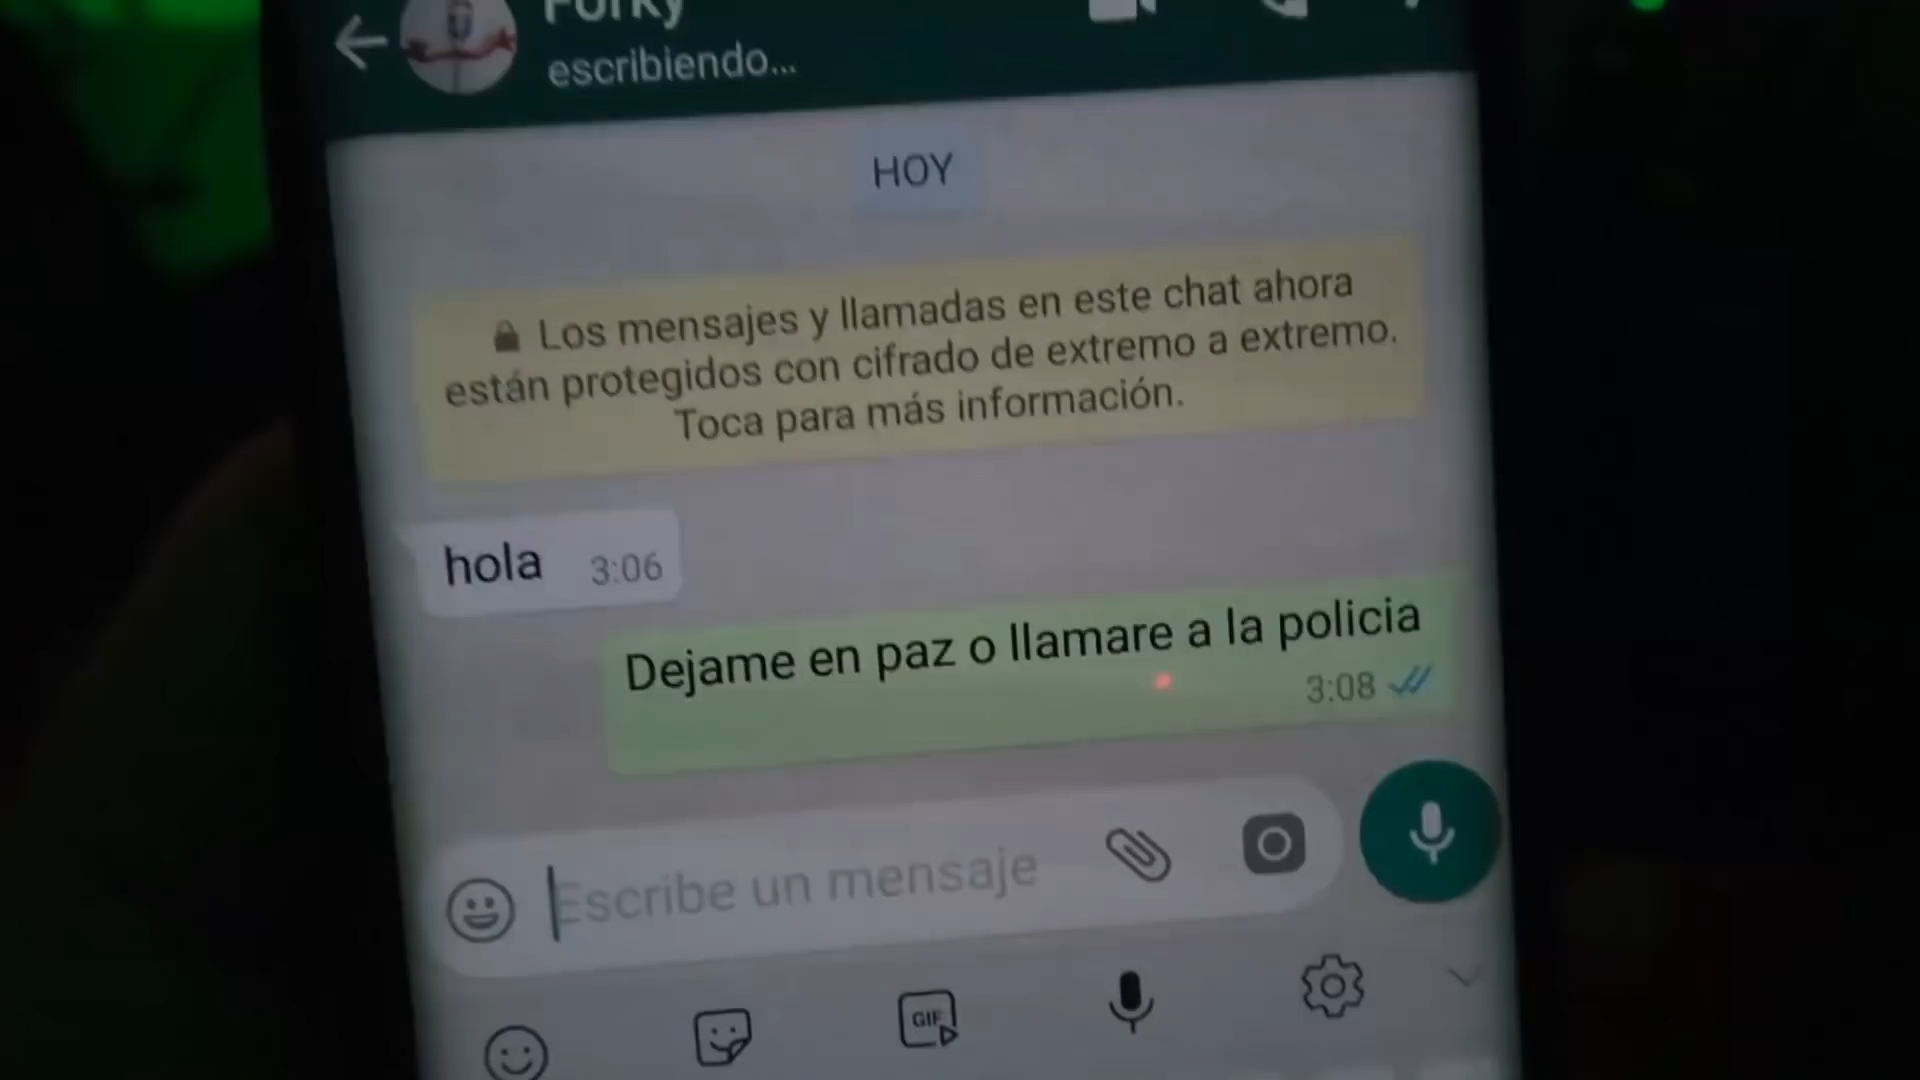 escribiendo...
HOY
Los mensajes y llamadas en este chat ahora
están protegidos con cifrado de extremo a extremo.
Toca para más información.
hola 3:06
Dejame en paz o llamare a la policia
3:08
Escribe un mensaje
GIF